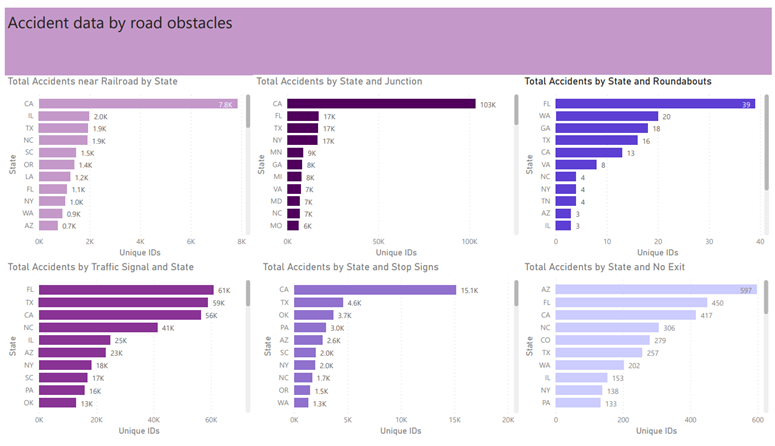 Accident data by road obstacles
Total Accidents near Railroad by State
State
CA 7.8K
IL 2.0K
TX 1.9K
NC 1.9K
SC 1.5K
OR 1.4K
LA 1.2K
FL 1.1K
NY 1.0K
WA 0.9K
AZ 0.7K
0K 2K 4K 6K 8K
Unique IDs
Total Accidents by State and Junction
State
CA 103K
FL 17K
TX 17K
NY 17K
MN 9K
GA 8K
MI 8K
VA 7K
MD 7K
NC 7K
MO 6K
0K 50K 100K
Unique IDs
Total Accidents by State and Roundabouts
State
FL 39
WA 20
GA 18
TX 16
CA 13
VA 8
NC 4
NY 4
TN 4
AZ 3
IL 3
0 10 20 30 40
Unique IDs
Total Accidents by Traffic Signal and State
State
FL 61K
TX 59K
CA 56K
NC 41K
IL 25K
AZ 23K
NY 18K
SC 17K
PA 16K
OK 13K
0K 20K 40K 60K
Unique IDs
Total Accidents by State and Stop Signs
State
CA 15.1K
TX 4.6K
OK 3.7K
PA 3.0K
AZ 2.6K
SC 2.0K
NY 2.0K
NC 1.7K
OR 1.5K
WA 1.3K
0K 5K 10K 15K 20K
Unique IDs
Total Accidents by State and No Exit
State
AZ 597
FL 450
CA 417
NC 306
CO 279
TX 257
WA 202
IL 153
NY 138
PA 133
0 200 400 600
Unique IDs